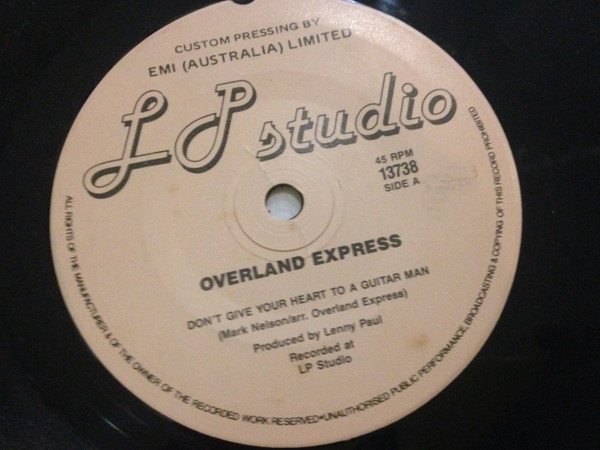 CUSTOM PRESSING BY
EMI (AUSTRALIA) LIMITED
LP studio
45 RPM
13738
SIDE A
OVERLAND EXPRESS
DON'T GIVE YOUR HEART TO A GUITAR MAN
(Mark Nelson/arr. Overland Express)
Produced by Lenny Paul
Recorded at
LP Studio
ALL RIGHTS OF THE MANUFACTURER & OF THE OWNER OF THE RECORDED WORK RESERVED•UNAUTHORISED PUBLIC PERFORMANCE, BROADCASTING & COPYING OF THIS RECORD PROHIBITED